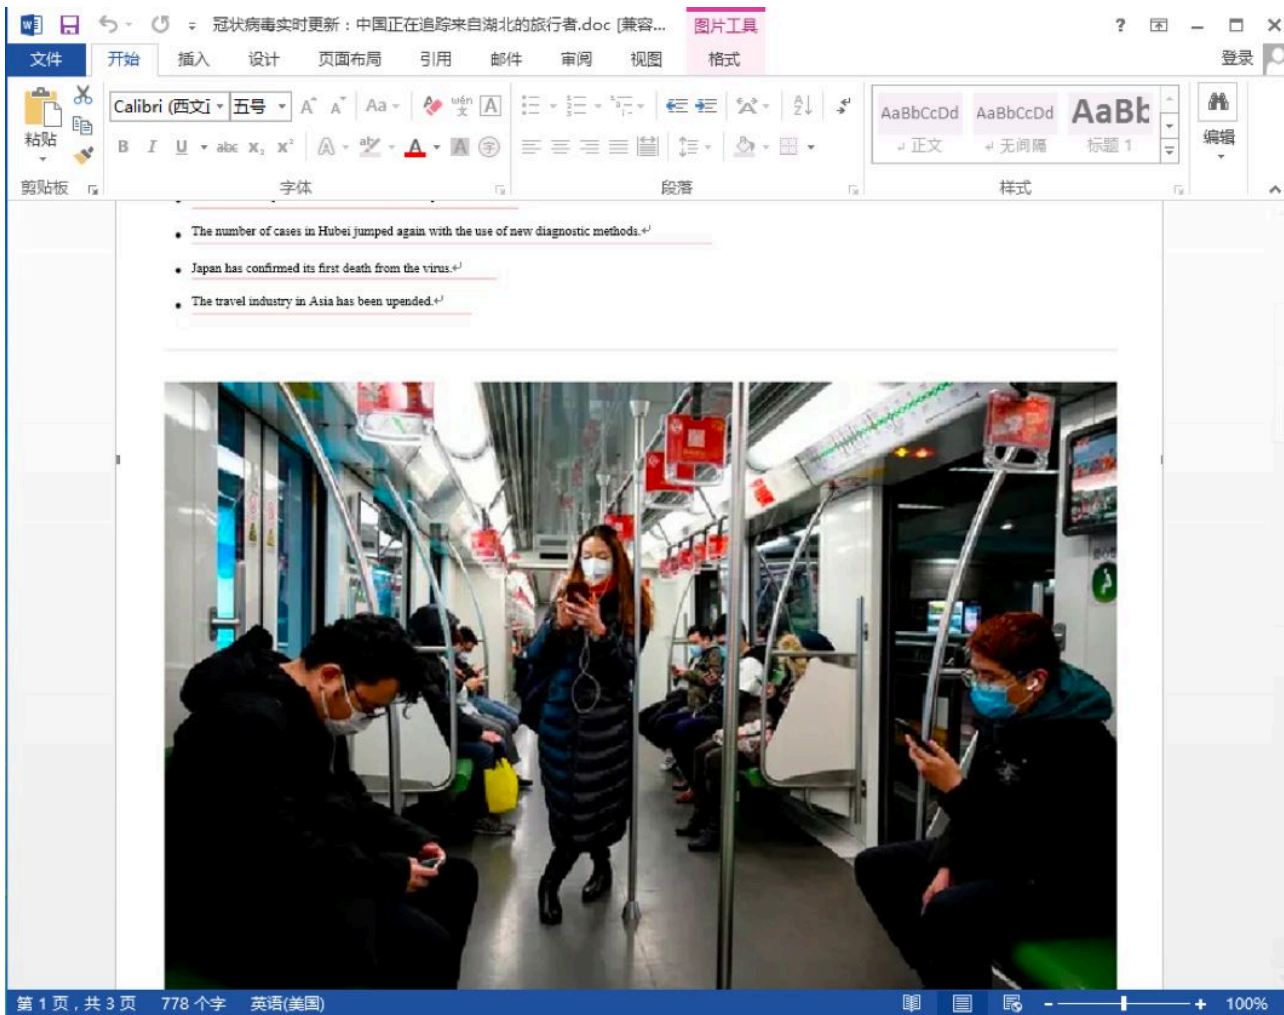 冠状病毒实时更新：中国正在追踪来自湖北的旅行者.doc [兼容... 图片工具
文件 开始 插入 设计 页面布局 引用 邮件 审阅 视图 格式 登录
Calibri (西文正 五号
粘贴
AaBbCcDd AaBbCcDd AaBb
正文 无间隔 标题 1
编辑
剪贴板 字体 段落 样式
The number of cases in Hubei jumped again with the use of new diagnostic methods.
Japan has confirmed its first death from the virus.
The travel industry in Asia has been upended.
第 1 页，共 3 页 778 个字 英语(美国) 100%